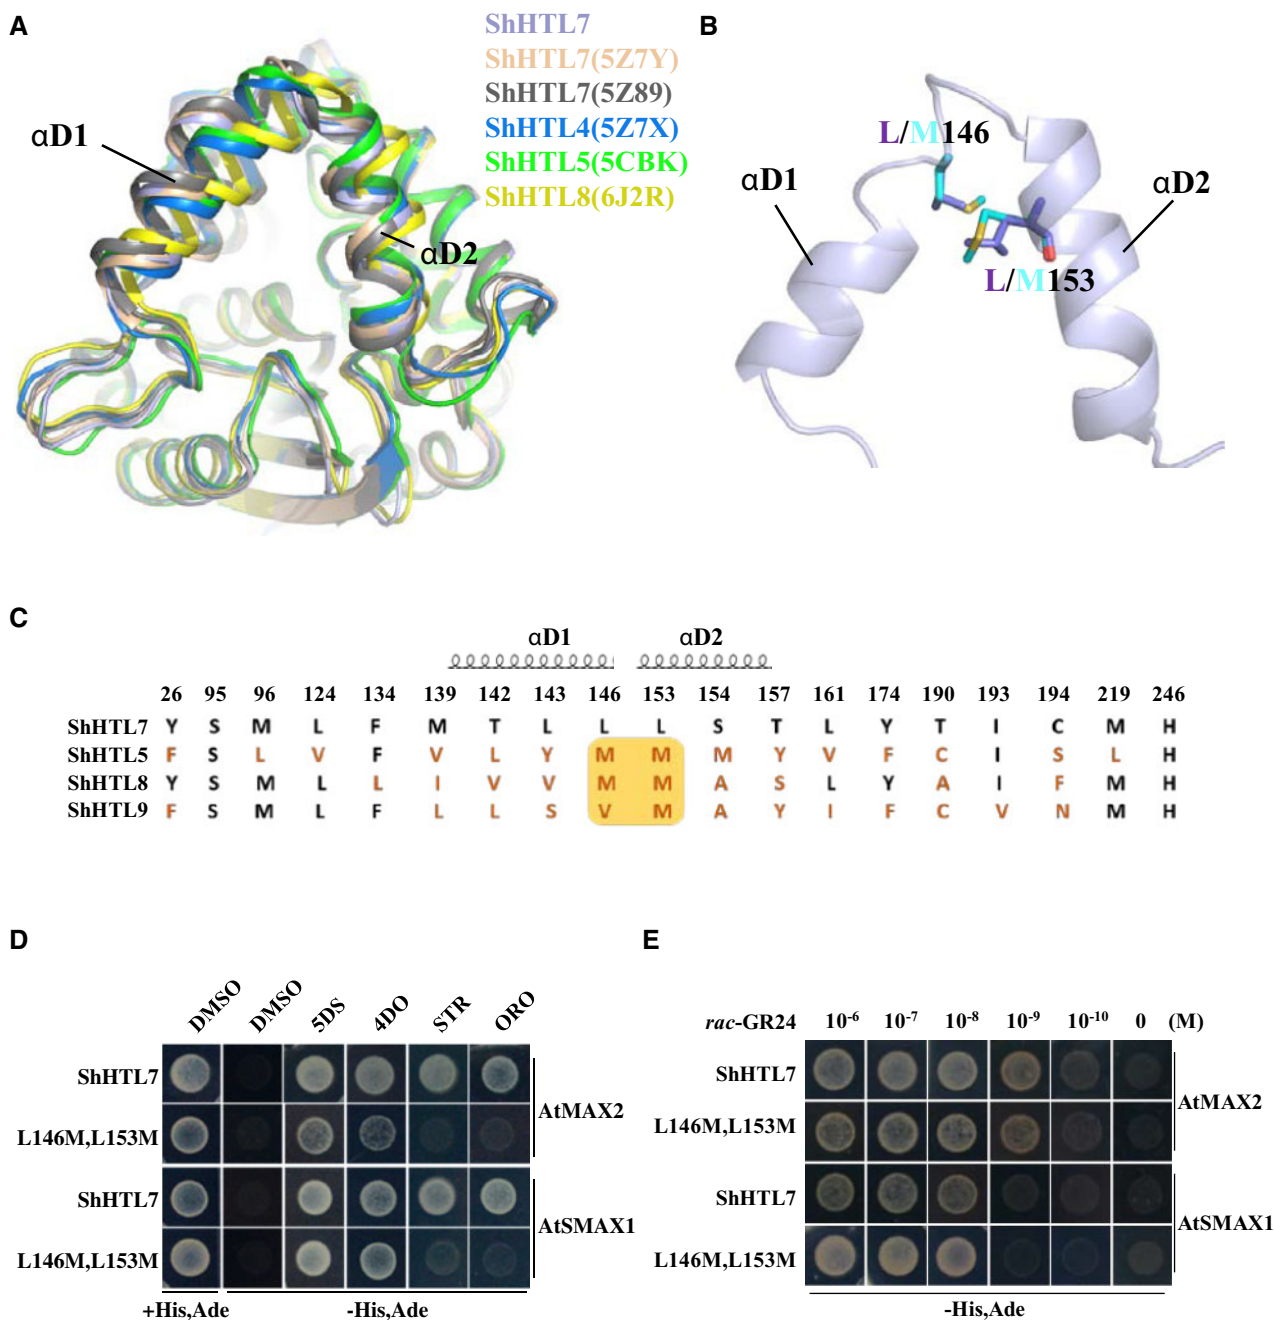 A
ShHTL7
ShHTL7(5Z7Y)
ShHTL7(5Z89)
ShHTL4(5Z7X)
ShHTL5(5CBK)
ShHTL8(6J2R)
αD1
αD2
B
L/M146
αD1
αD2
L/M153
C
αD1 αD2
26 95 96 124 134 139 142 143 146 153 154 157 161 174 190 193 194 219 246
ShHTL7 Y S M L F M T L L L S T L Y T I C M H
ShHTL5 F S L V F V L Y M M M Y V F C I S L H
ShHTL8 Y S M L L I V V M M A S L Y A I F M H
ShHTL9 F S M L F L L S V M A Y I F C V N M H
D
DMSO DMSO 5DS 4DO STR ORO
ShHTL7
L146M,L153M
AtMAX2
ShHTL7
L146M,L153M
AtSMAX1
+His,Ade -His,Ade
E
rac-GR24 10⁻⁶ 10⁻⁷ 10⁻⁸ 10⁻⁹ 10⁻¹⁰ 0 (M)
ShHTL7
L146M,L153M
AtMAX2
ShHTL7
L146M,L153M
AtSMAX1
-His,Ade